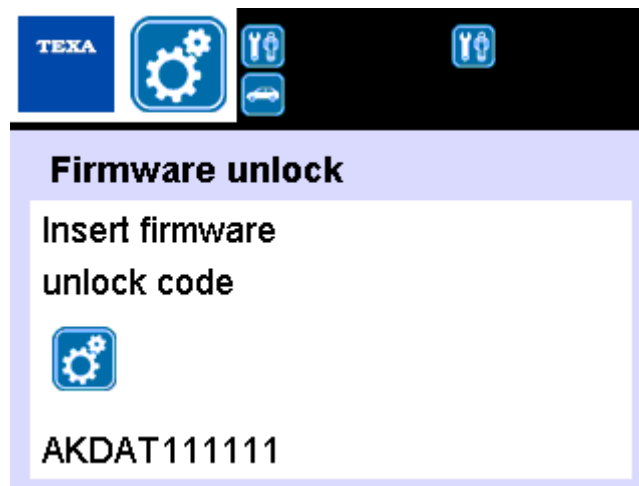 TEXA
Firmware unlock
Insert firmware
unlock code
AKDAT111111